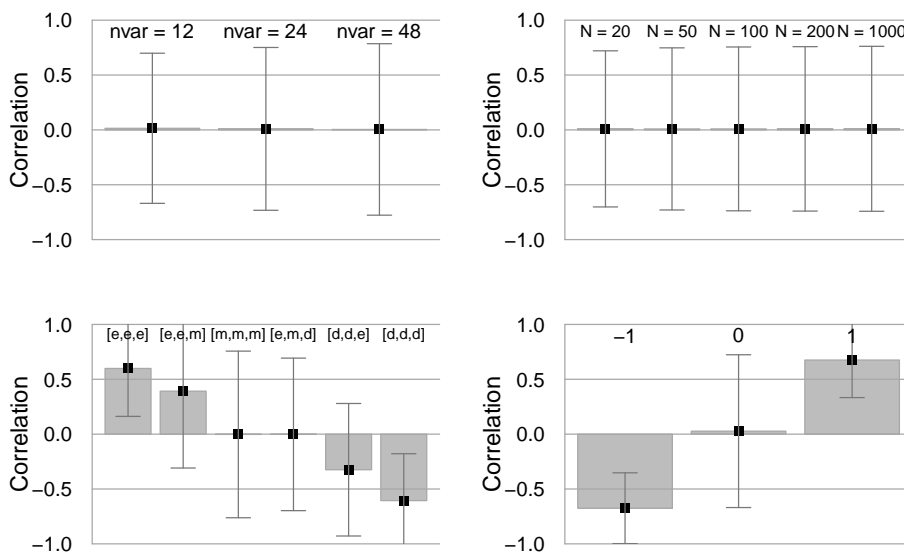 1.0
0.5
0.0
−0.5
−1.0
Correlation
nvar = 12 nvar = 24 nvar = 48
1.0
0.5
0.0
−0.5
−1.0
Correlation
N = 20 N = 50 N = 100 N = 200 N = 1000
1.0
0.5
0.0
−0.5
−1.0
Correlation
[e,e,e] [e,e,m] [m,m,m] [e,m,d] [d,d,e] [d,d,d]
1.0
0.5
0.0
−0.5
−1.0
Correlation
−1 0 1